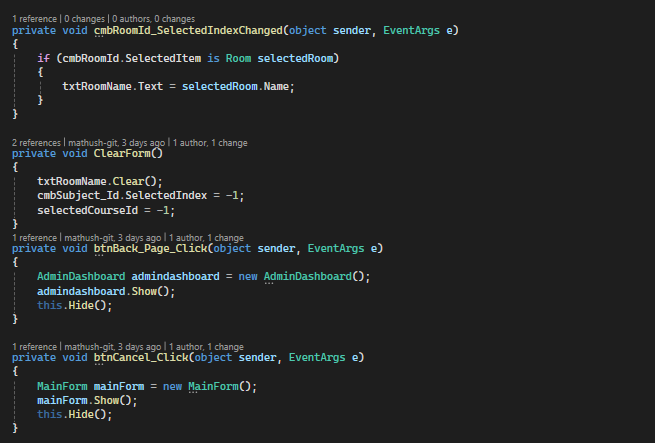 1 reference | 0 changes | 0 authors, 0 changes
private void cmbRoomId_SelectedIndexChanged(object sender, EventArgs e)
{
    if (cmbRoomId.SelectedItem is Room selectedRoom)
    {
        txtRoomName.Text = selectedRoom.Name;
    }
}
2 references | mathush-git, 3 days ago | 1 author, 1 change
private void ClearForm()
{
    txtRoomName.Clear();
    cmbSubject_Id.SelectedIndex = -1;
    selectedCourseId = -1;
}
1 reference | mathush-git, 3 days ago | 1 author, 1 change
private void btnBack_Page_Click(object sender, EventArgs e)
{
    AdminDashboard admindashboard = new AdminDashboard();
    admindashboard.Show();
    this.Hide();
}
1 reference | mathush-git, 3 days ago | 1 author, 1 change
private void btnCancel_Click(object sender, EventArgs e)
{
    MainForm mainForm = new MainForm();
    mainForm.Show();
    this.Hide();
}